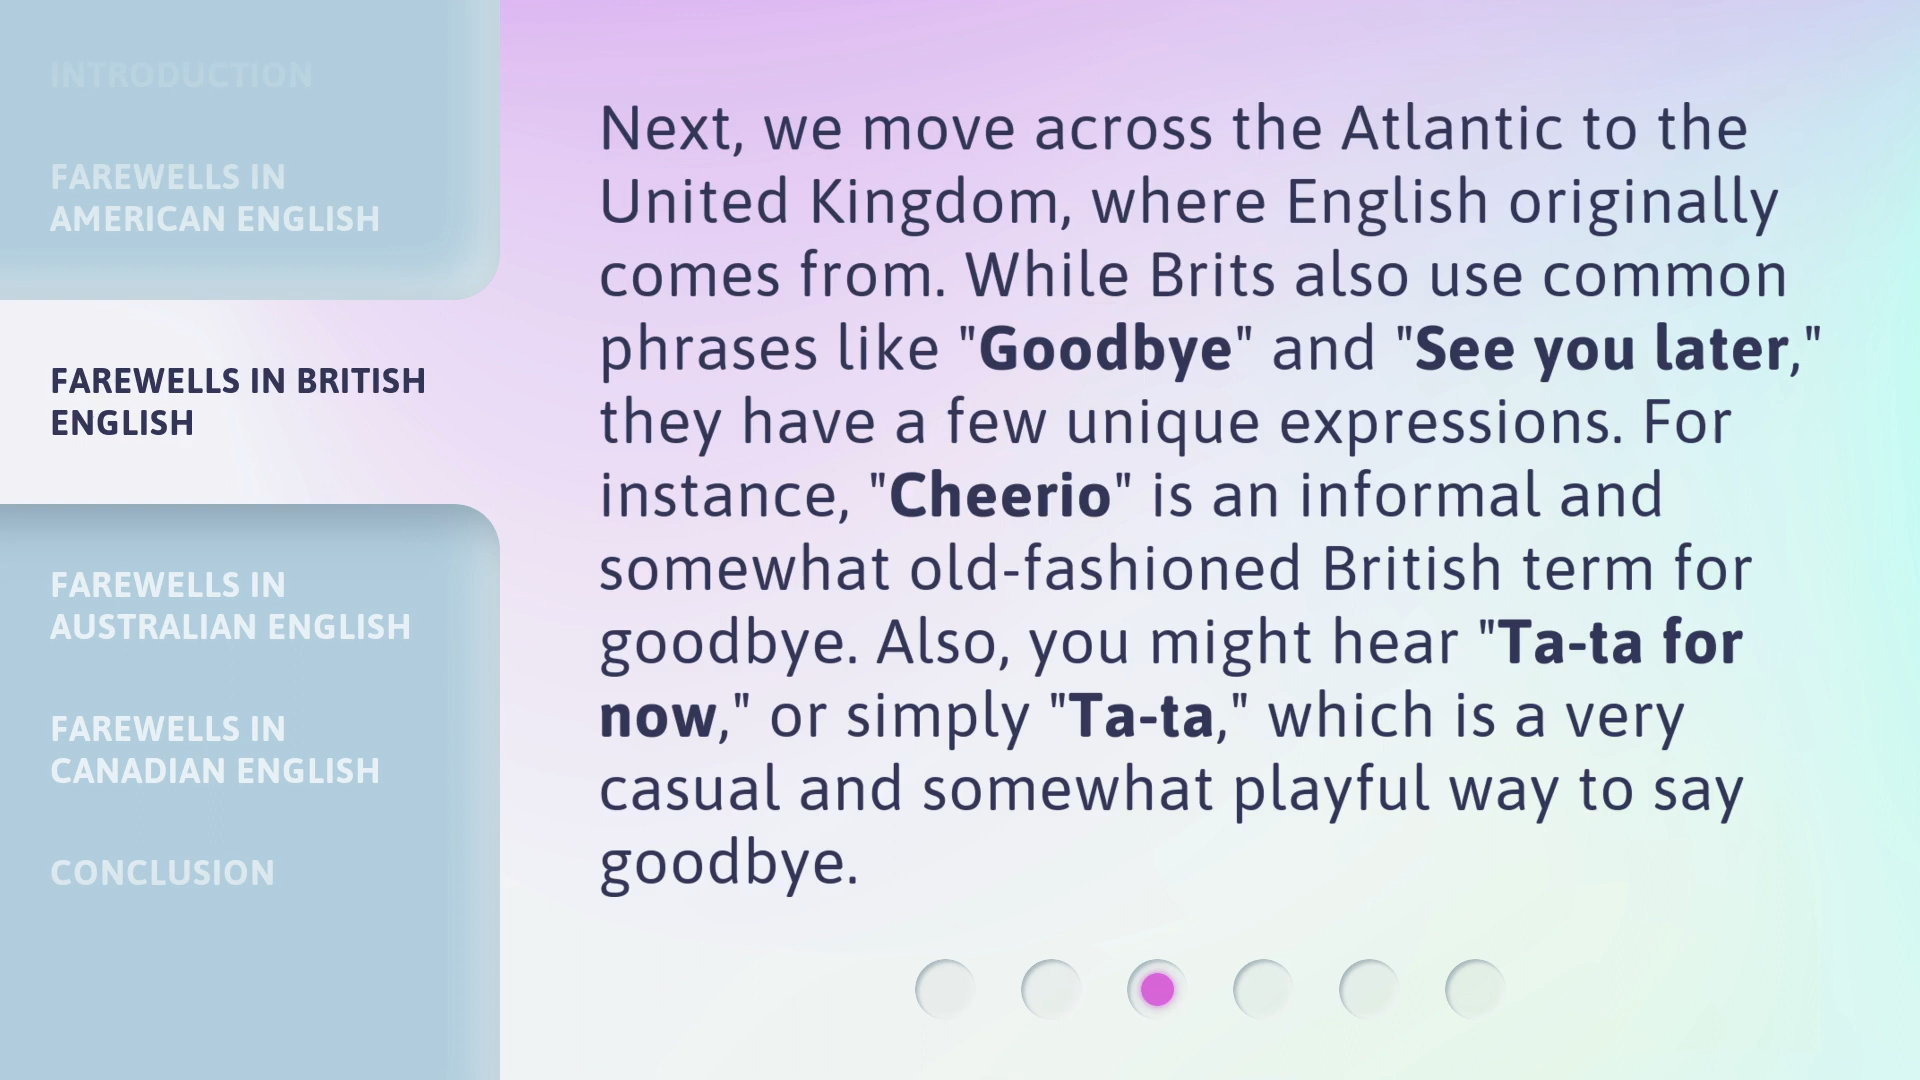 INTRODUCTION
FAREWELLS IN
AMERICAN ENGLISH
FAREWELLS IN BRITISH
ENGLISH
FAREWELLS IN
AUSTRALIAN ENGLISH
FAREWELLS IN
CANADIAN ENGLISH
CONCLUSION
Next, we move across the Atlantic to the
United Kingdom, where English originally
comes from. While Brits also use common
phrases like "Goodbye" and "See you later,"
they have a few unique expressions. For
instance, "Cheerio" is an informal and
somewhat old-fashioned British term for
goodbye. Also, you might hear "Ta-ta for
now," or simply "Ta-ta," which is a very
casual and somewhat playful way to say
goodbye.